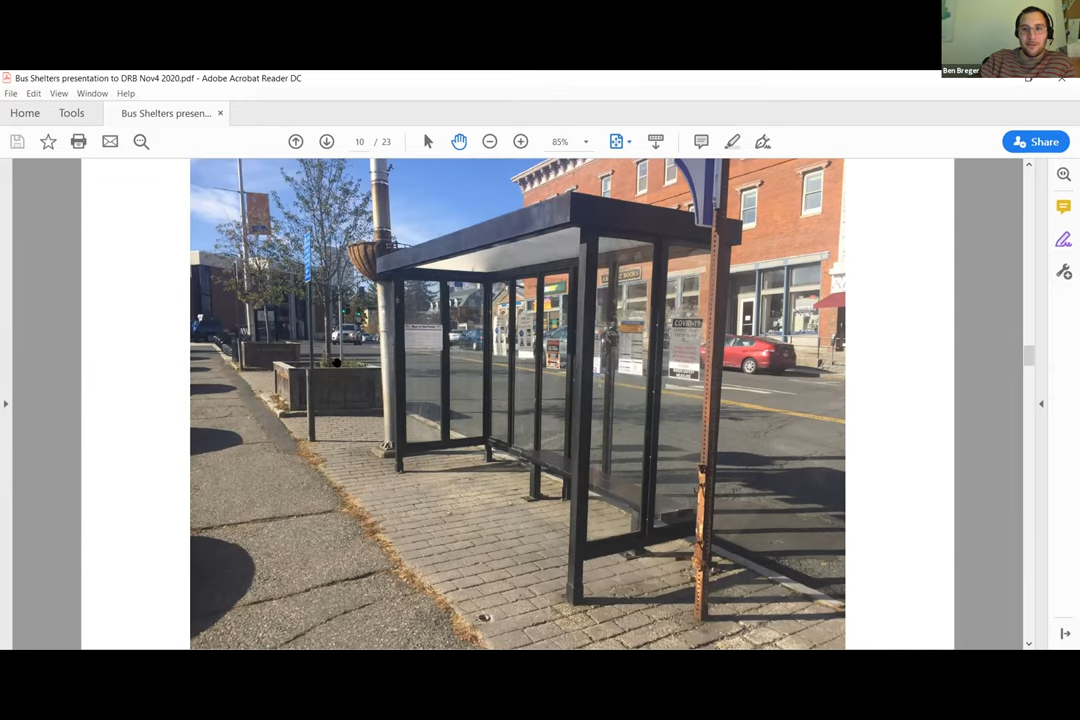 Ben Breger
Bus Shelters presentation to DRB Nov4 2020.pdf - Adobe Acrobat Reader DC
File Edit View Window Help
Home Tools Bus Shelters presen... ×
10 / 23 85% Share
COVID-19